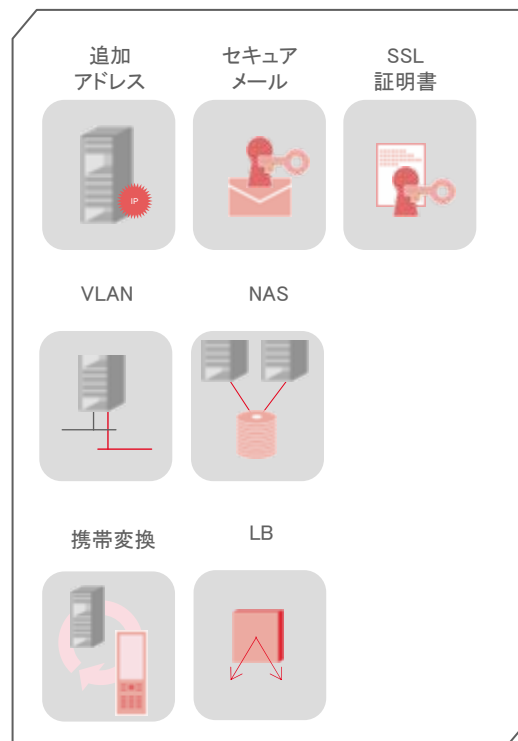 追加
アドレス
セキュア
メール
SSL
証明書
IP
VLAN
NAS
携帯変換
LB